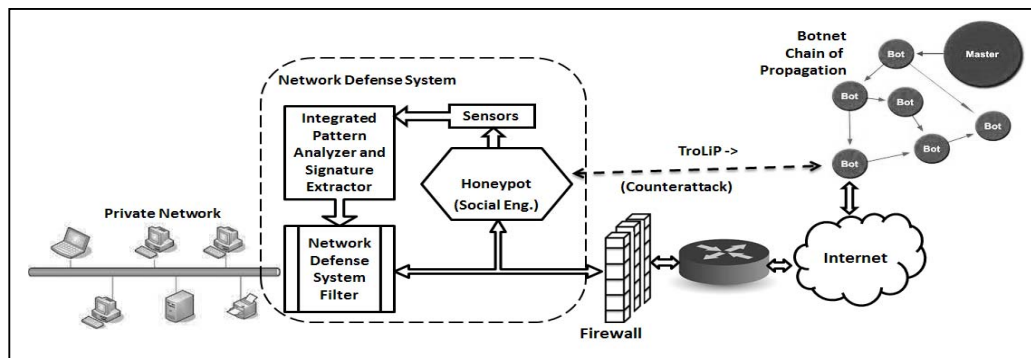 Private Network
Network Defense System
Integrated
Pattern
Analyzer and
Signature
Extractor
Sensors
Honeypot
(Social Eng.)
Network
Defense
System
Filter
Firewall
TroLiP ->
(Counterattack)
Internet
Botnet
Chain of
Propagation
Bot
Master
Bot
Bot
Bot
Bot
Bot